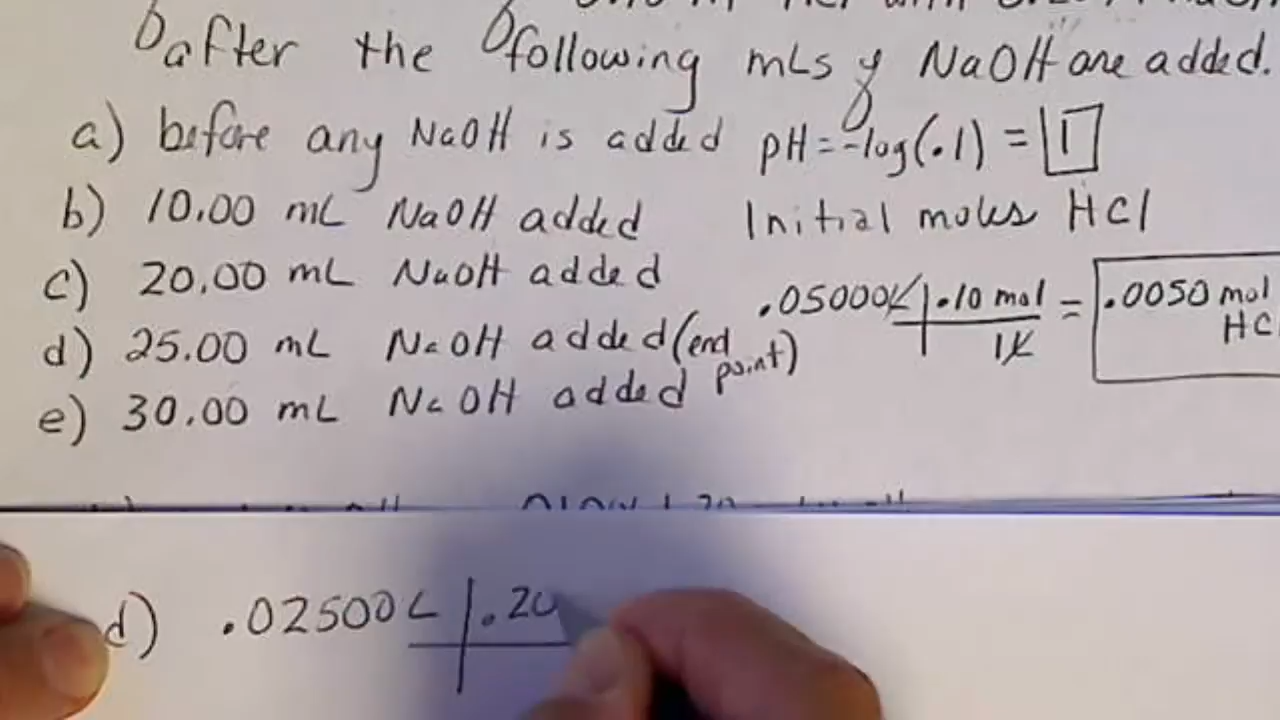 after the following mLs of NaOH are added.
a) before any NaOH is added pH = -log(.1) = 1
b) 10.00 mL NaOH added Initial moles HCl
c) 20.00 mL NaOH added
.05000L .10 mol = .0050 mol
1L HC
d) 25.00 mL NaOH added (end point)
e) 30.00 mL NaOH added
d) .02500L .20